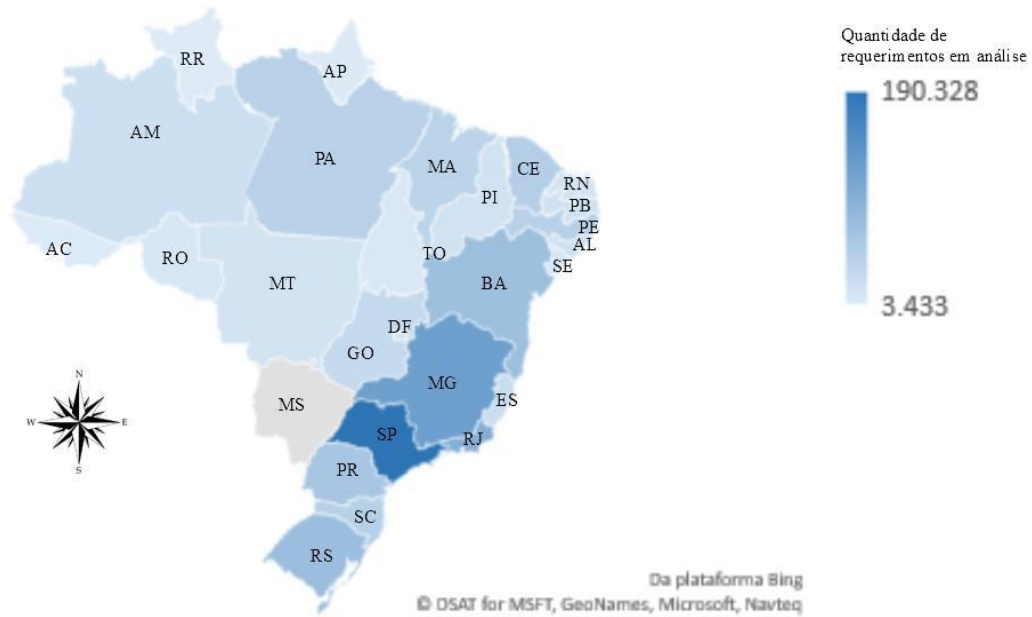 Quantidade de
requerimentos em análise
190.328
3.433
RR
AP
AM
PA
MA
CE
RN
PI
PB
PE
AL
AC
RO
TO
SE
MT
BA
DF
GO
MG
MS
ES
SP
RJ
PR
SC
RS
N
W
E
S
Da plataforma Bing
© DSAT for MSFT, GeoNames, Microsoft, Navteq